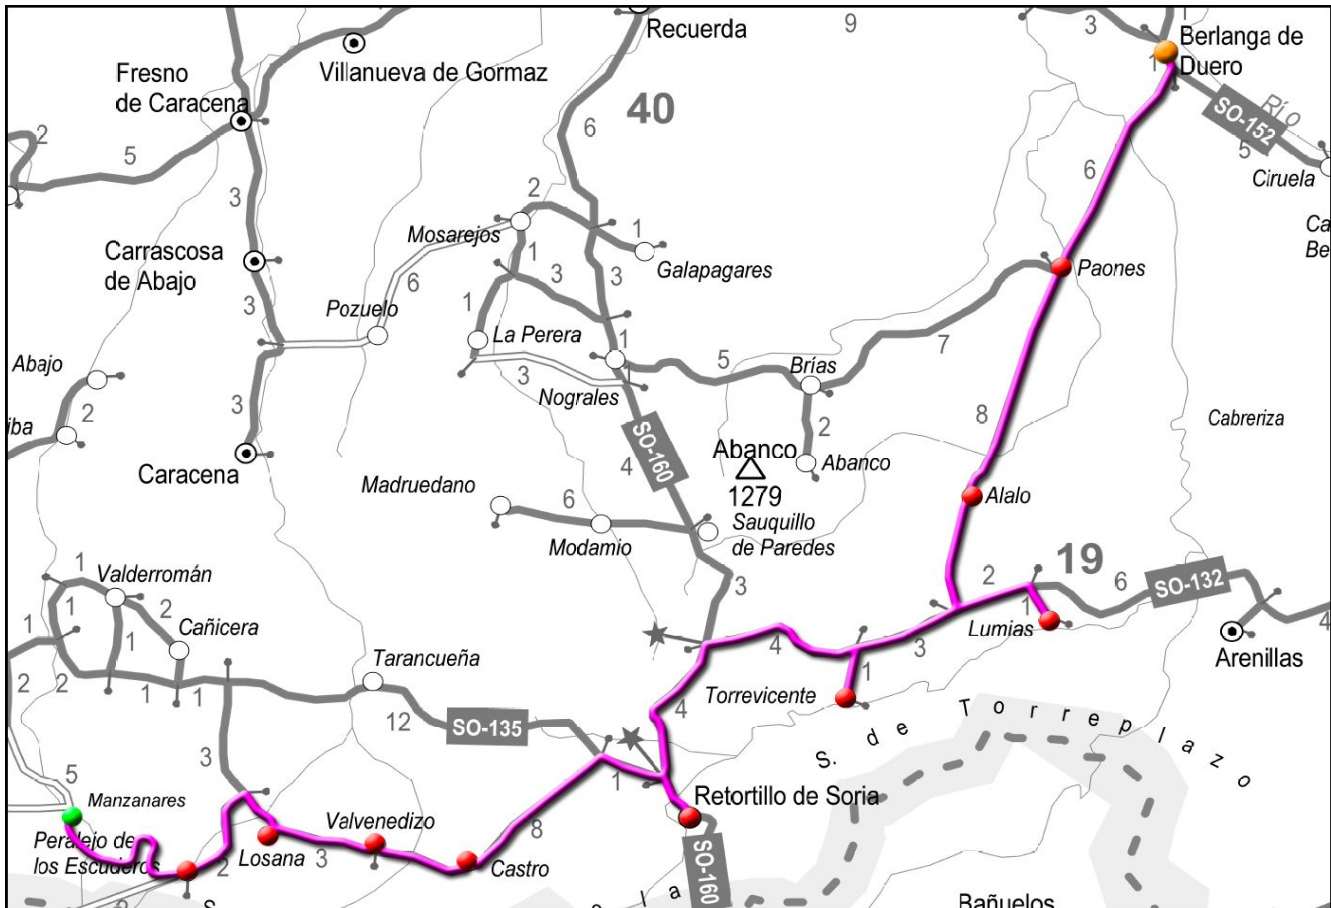 Recuerda
9
3
Berlanga de
Duero
1
Villanueva de Gormaz
Fresno
de Caracena
40
6
SO-152
Río
5
Ciruela
2
5
3
6
2
1
Mosarejos
Galapagares
Ca
Be
Carrascosa
de Abajo
1
3
3
6
Paones
3
Pozuelo
1
La Perera
1
7
5
Brías
Abajo
3
1
Nograles
2
3
8
2
Cabreriza
iba
SO-160
Abanco
Abanco
4
1279
Caracena
Madruedano
6
Alalo
Sauquillo
de Paredes
Modamio
19
1
Valderromán
3
2
6
SO-132
1
2
1
Cañicera
1
1
Lumias
4
4
3
Arenillas
Tarancueña
1
2
2
1
1
Torrevicente
12
SO-135
4
S. de Torreplazo
3
5
1
Manzanares
Retortillo de Soria
Valvenedizo
8
Peralejo de
los Escuderos
2
Losana
3
Castro
SO-160
S
e l a
Bañuelos